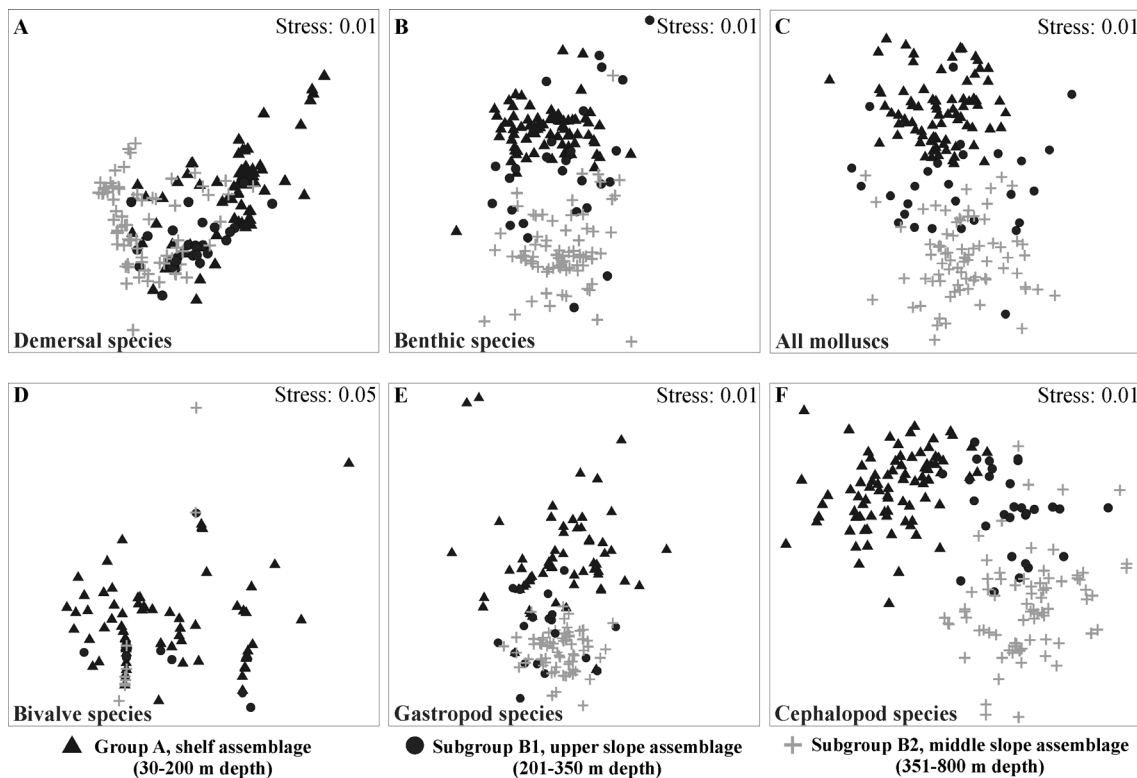 A Stress: 0.01
Demersal species
B Stress: 0.01
Benthic species
C Stress: 0.01
All molluscs
D Stress: 0.05
Bivalve species
E Stress: 0.01
Gastropod species
F Stress: 0.01
Cephalopod species
Group A, shelf assemblage
(30-200 m depth)
Subgroup B1, upper slope assemblage
(201-350 m depth)
Subgroup B2, middle slope assemblage
(351-800 m depth)